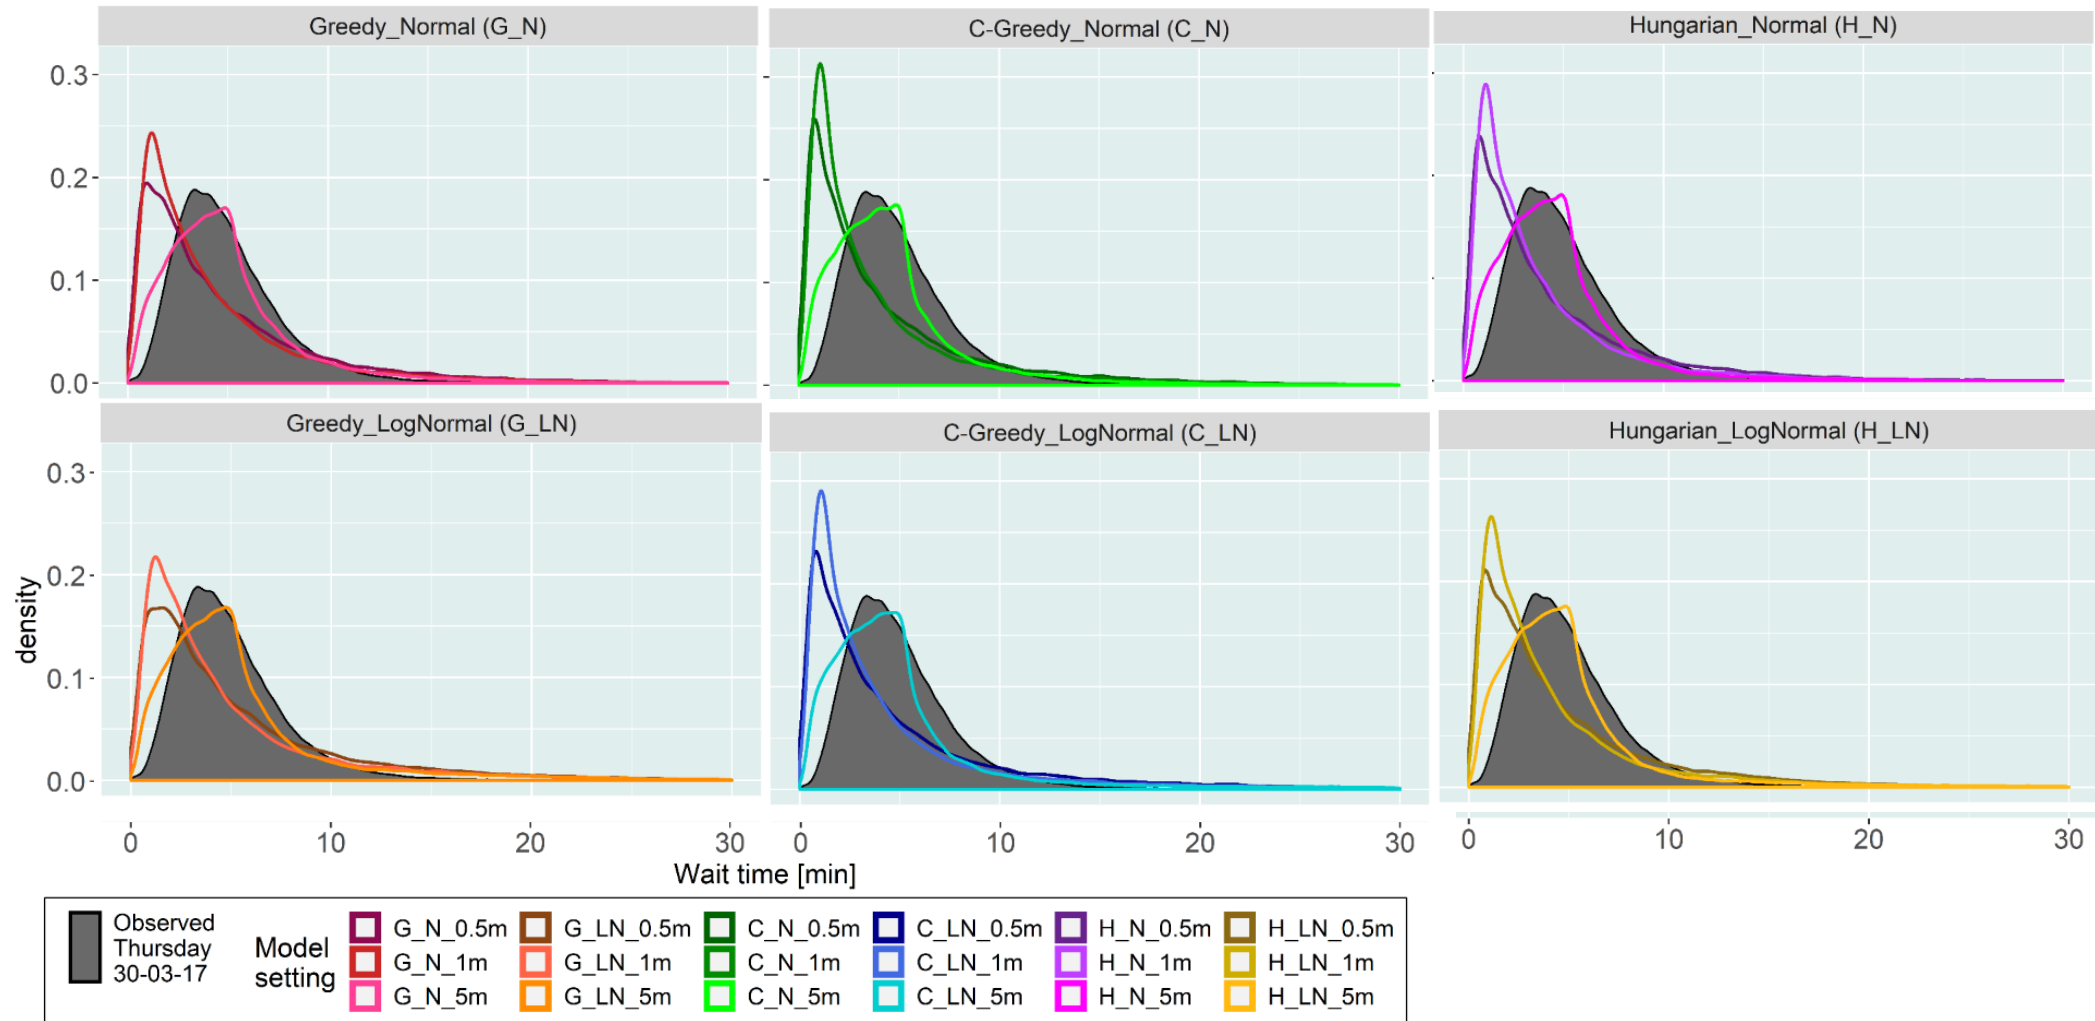 Greedy_Normal (G_N)
C-Greedy_Normal (C_N)
Hungarian_Normal (H_N)
0.3
0.2
0.1
0.0
Greedy_LogNormal (G_LN)
C-Greedy_LogNormal (C_LN)
Hungarian_LogNormal (H_LN)
0.3
0.2
0.1
0.0
density
0 10 20 30
0 10 20 30
0 10 20 30
Wait time [min]
Observed
Thursday
30-03-17
Model
setting
G_N_0.5m G_LN_0.5m C_N_0.5m C_LN_0.5m H_N_0.5m H_LN_0.5m
G_N_1m G_LN_1m C_N_1m C_LN_1m H_N_1m H_LN_1m
G_N_5m G_LN_5m C_N_5m C_LN_5m H_N_5m H_LN_5m